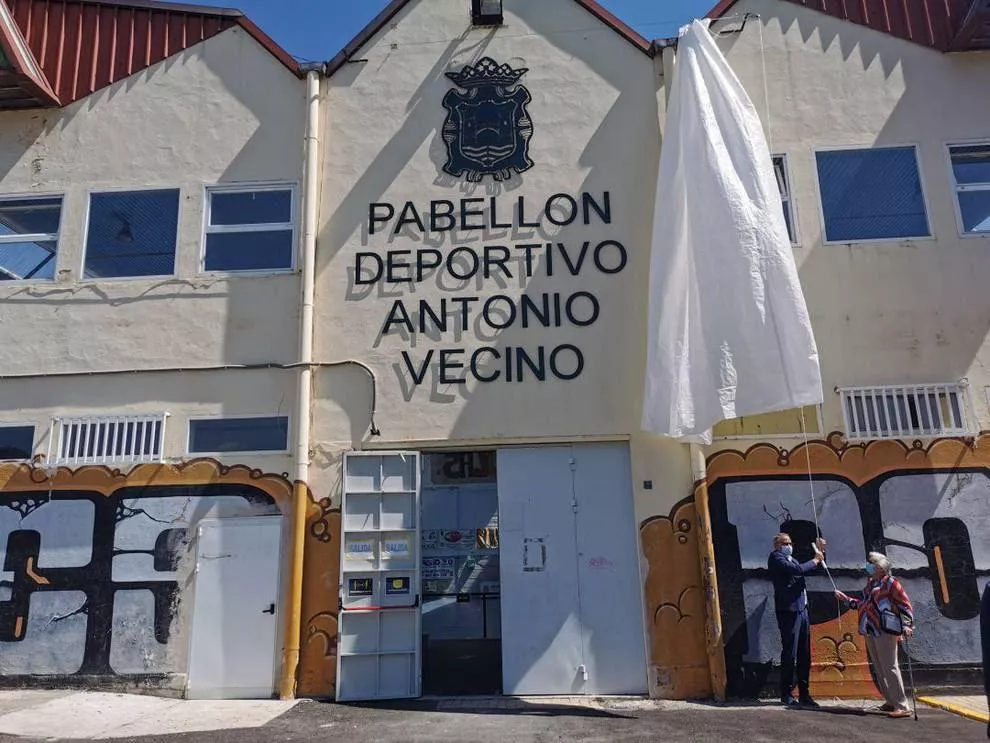 PABELLON
DEPORTIVO
ANTONIO
VECINO
SALIDA SALIDA